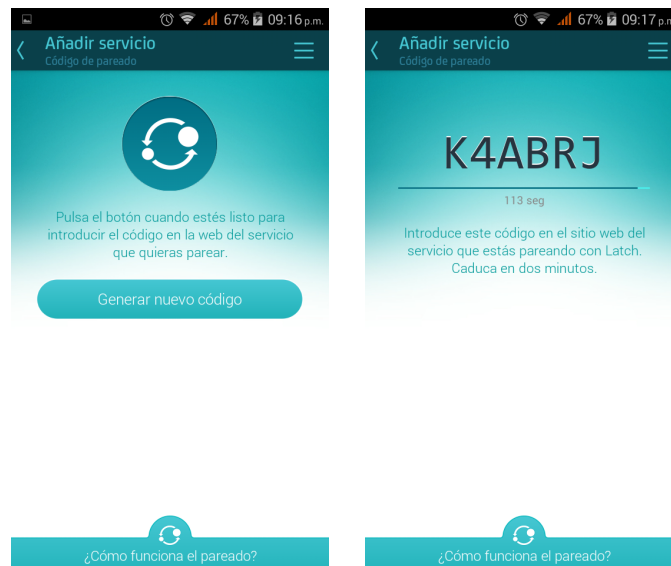 67% 09:16 p.m.
Añadir servicio
Código de pareado
Pulsa el botón cuando estés listo para
introducir el código en la web del servicio
que quieras parear.
Generar nuevo código
¿Cómo funciona el pareado?
67% 09:17 p.m
Añadir servicio
Código de pareado
K4ABRJ
113 seg
Introduce este código en el sitio web del
servicio que estás pareando con Latch.
Caduca en dos minutos.
¿Cómo funciona el pareado?